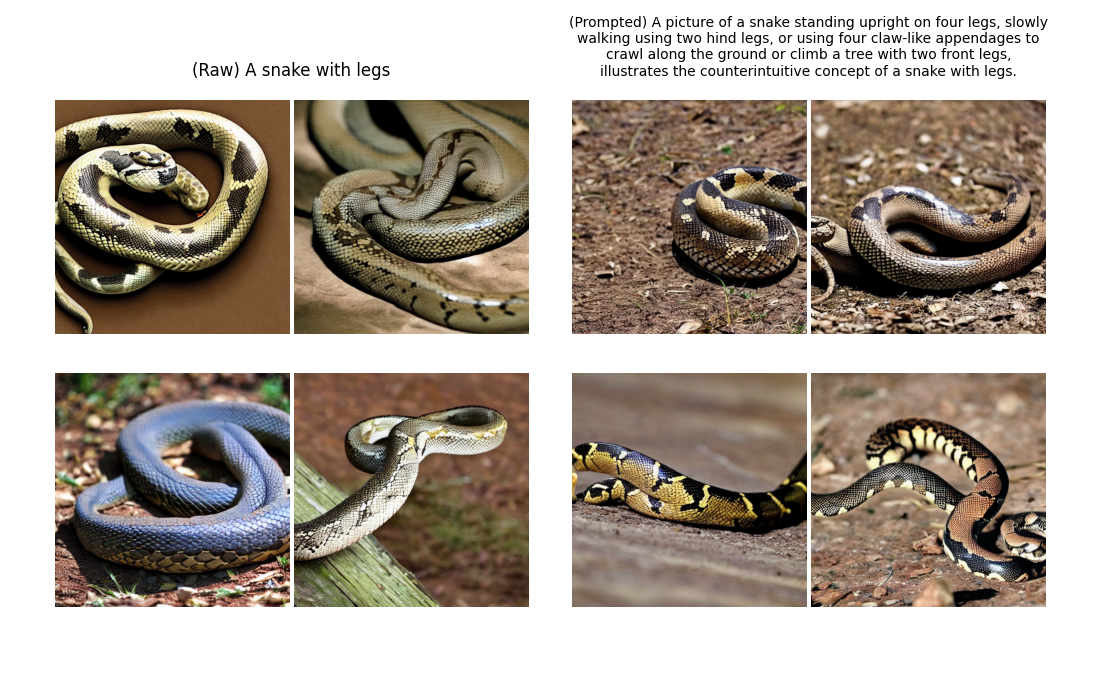 (Raw) A snake with legs
(Prompted) A picture of a snake standing upright on four legs, slowly
walking using two hind legs, or using four claw-like appendages to
crawl along the ground or climb a tree with two front legs,
illustrates the counterintuitive concept of a snake with legs.